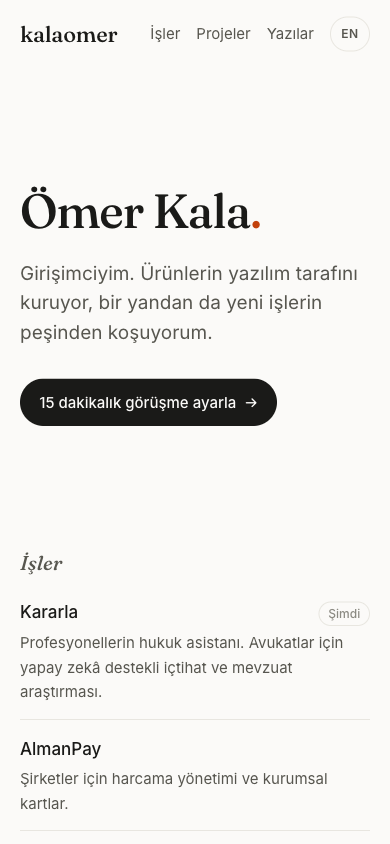 kalaomer İşler Projeler Yazılar EN
Ömer Kala.
Girişimciyim. Ürünlerin yazılım tarafını
kuruyor, bir yandan da yeni işlerin
peşinden koşuyorum.
15 dakikalık görüşme ayarla →
İşler
Kararla Şimdi
Profesyonellerin hukuk asistanı. Avukatlar için
yapay zekâ destekli içtihat ve mevzuat
araştırması.
AlmanPay
Şirketler için harcama yönetimi ve kurumsal
kartlar.